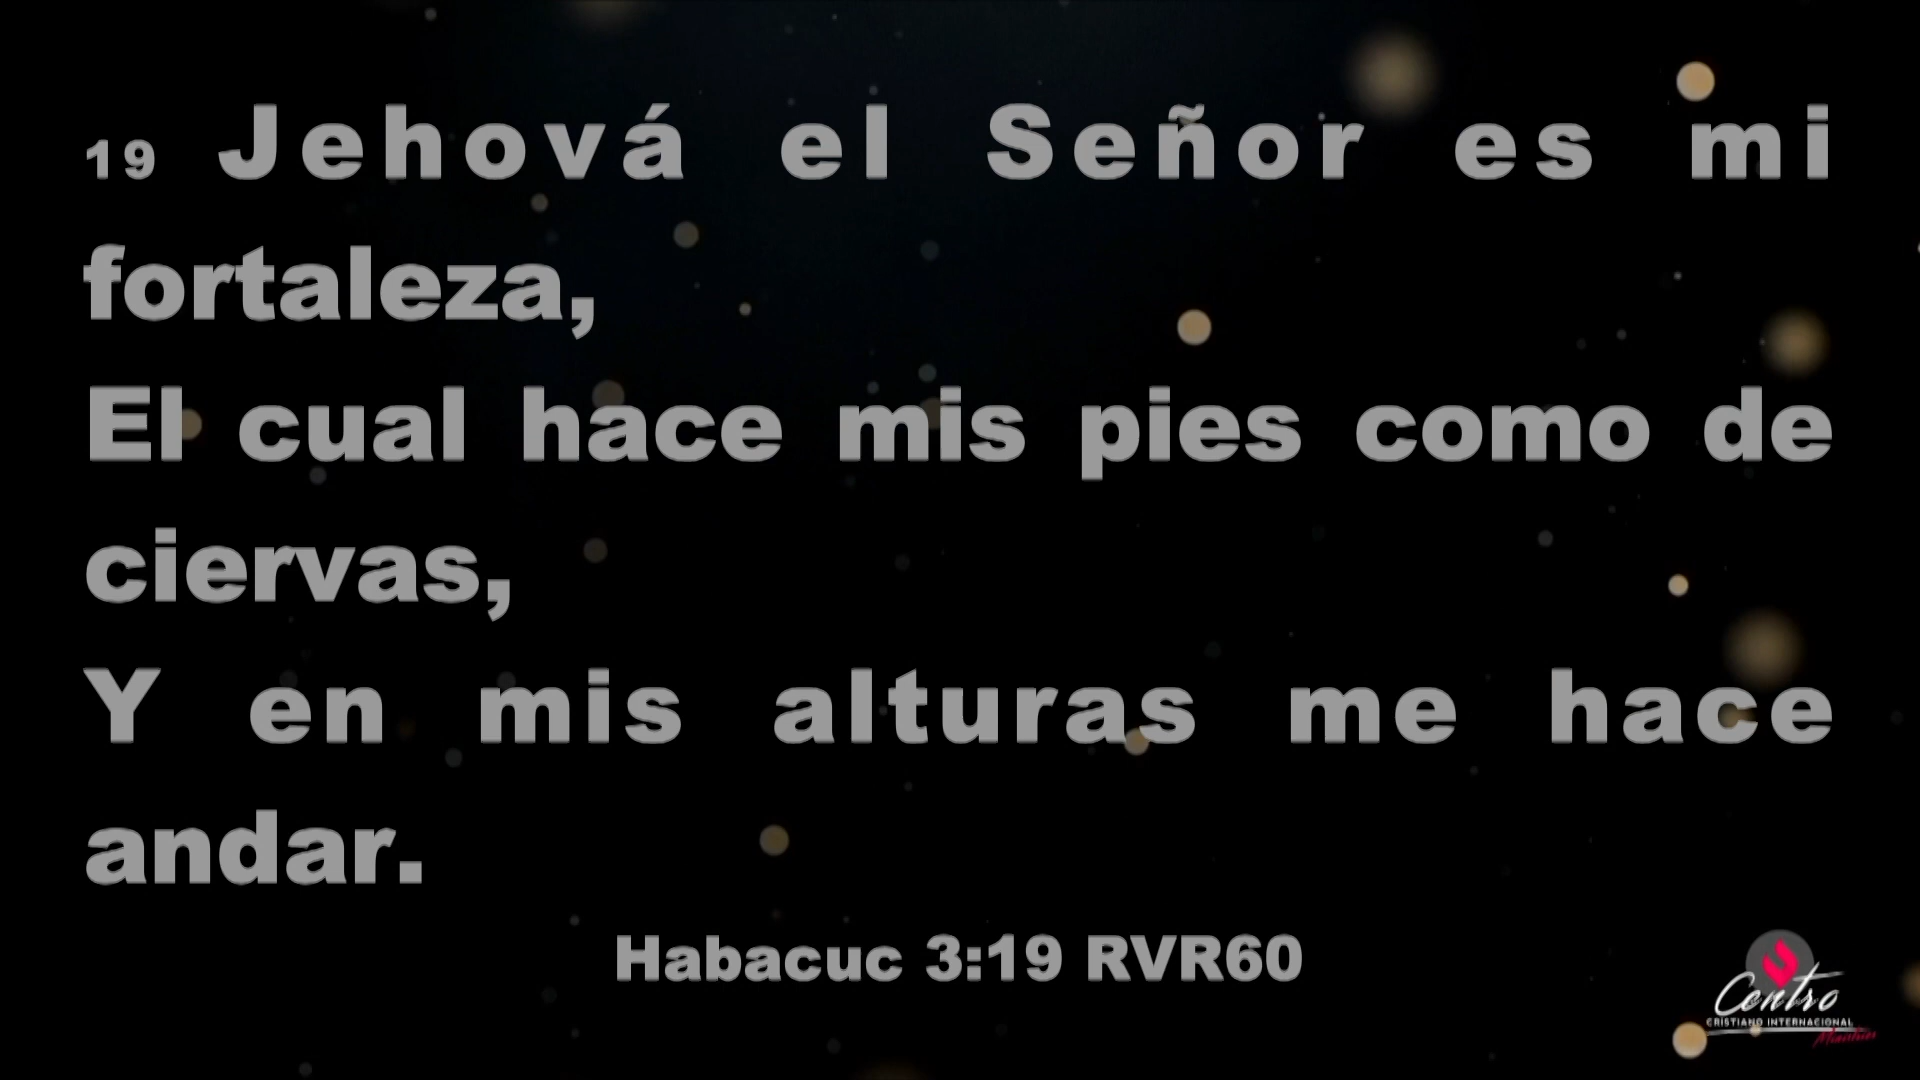 19 Jehová el Señor es mi
fortaleza,
El cual hace mis pies como de
ciervas,
Y en mis alturas me hace
andar.
Habacuc 3:19 RVR60
Centro
CRISTIANO INTERNACIONAL